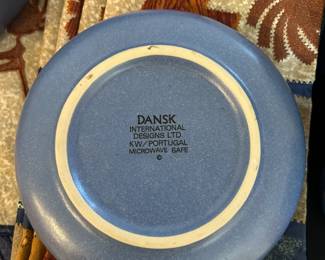 DANSK
INTERNATIONAL
DESIGNS LTD
KW/PORTUGAL
MICROWAVE SAFE
©